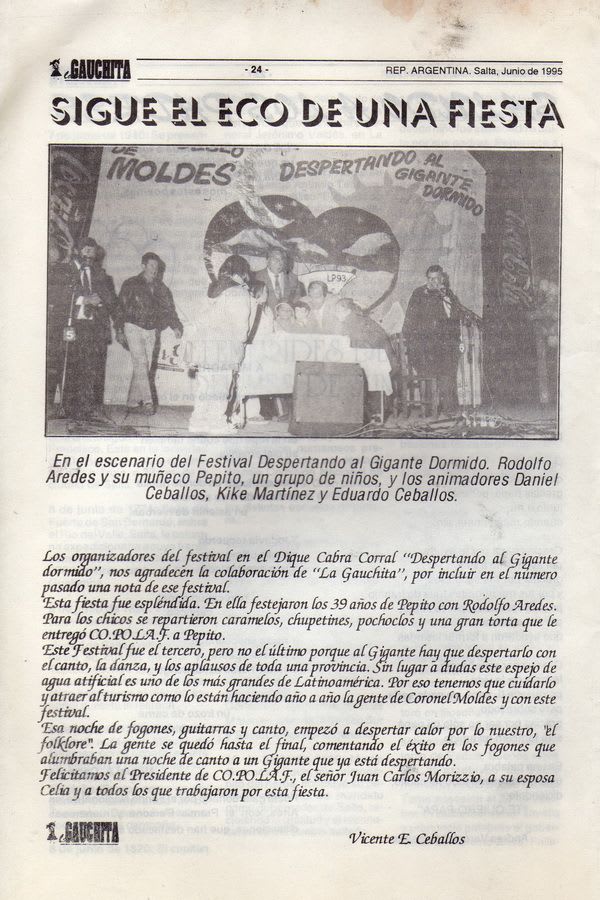 La GAUCHITA
- 24 -
REP. ARGENTINA. Salta, Junio de 1995
SIGUE EL ECO DE UNA FIESTA
DE
MOLDES
DESPERTANDO AL
GIGANTE
DORMIDO
LP93
5
En el escenario del Festival Despertando al Gigante Dormido. Rodolfo
Aredes y su muñeco Pepito, un grupo de niños, y los animadores Daniel
Ceballos, Kike Martínez y Eduardo Ceballos.
Los organizadores del festival en el Dique Cabra Corral “Despertando al Gigante
dormido”, nos agradecen la colaboración de “La Gauchita”, por incluir en el número
pasado una nota de ese festival.
Esta fiesta fue espléndida. En ella festejaron los 39 años de Pepito con Rodolfo Aredes.
Para los chicos se repartieron caramelos, chupetines, pochoclos y una gran torta que le
entregó CO.PO.L.A.F. a Pepito.
Este Festival fue el tercero, pero no el último porque al Gigante hay que despertarlo con
el canto, la danza, y los aplausos de toda una provincia. Sin lugar a dudas este espejo de
agua atificial es uno de los más grandes de Latinoamérica. Por eso tenemos que cuidarlo
y atraer al turismo como lo están haciendo año a año la gente de Coronel Moldes y con este
festival.
Esa noche de fogones, guitarras y canto, empezó a despertar calor por lo nuestro, "el
folklore". La gente se quedó hasta el final, comentando el éxito en los fogones que
alumbraban una noche de canto a un Gigante que ya está despertando.
Felicitamos al Presidente de CO.PO.L.A.F., el señor Juan Carlos Morizzio, a su esposa
Celia y a todos los que trabajaron por esta fiesta.
La GAUCHITA
Vicente E. Ceballos